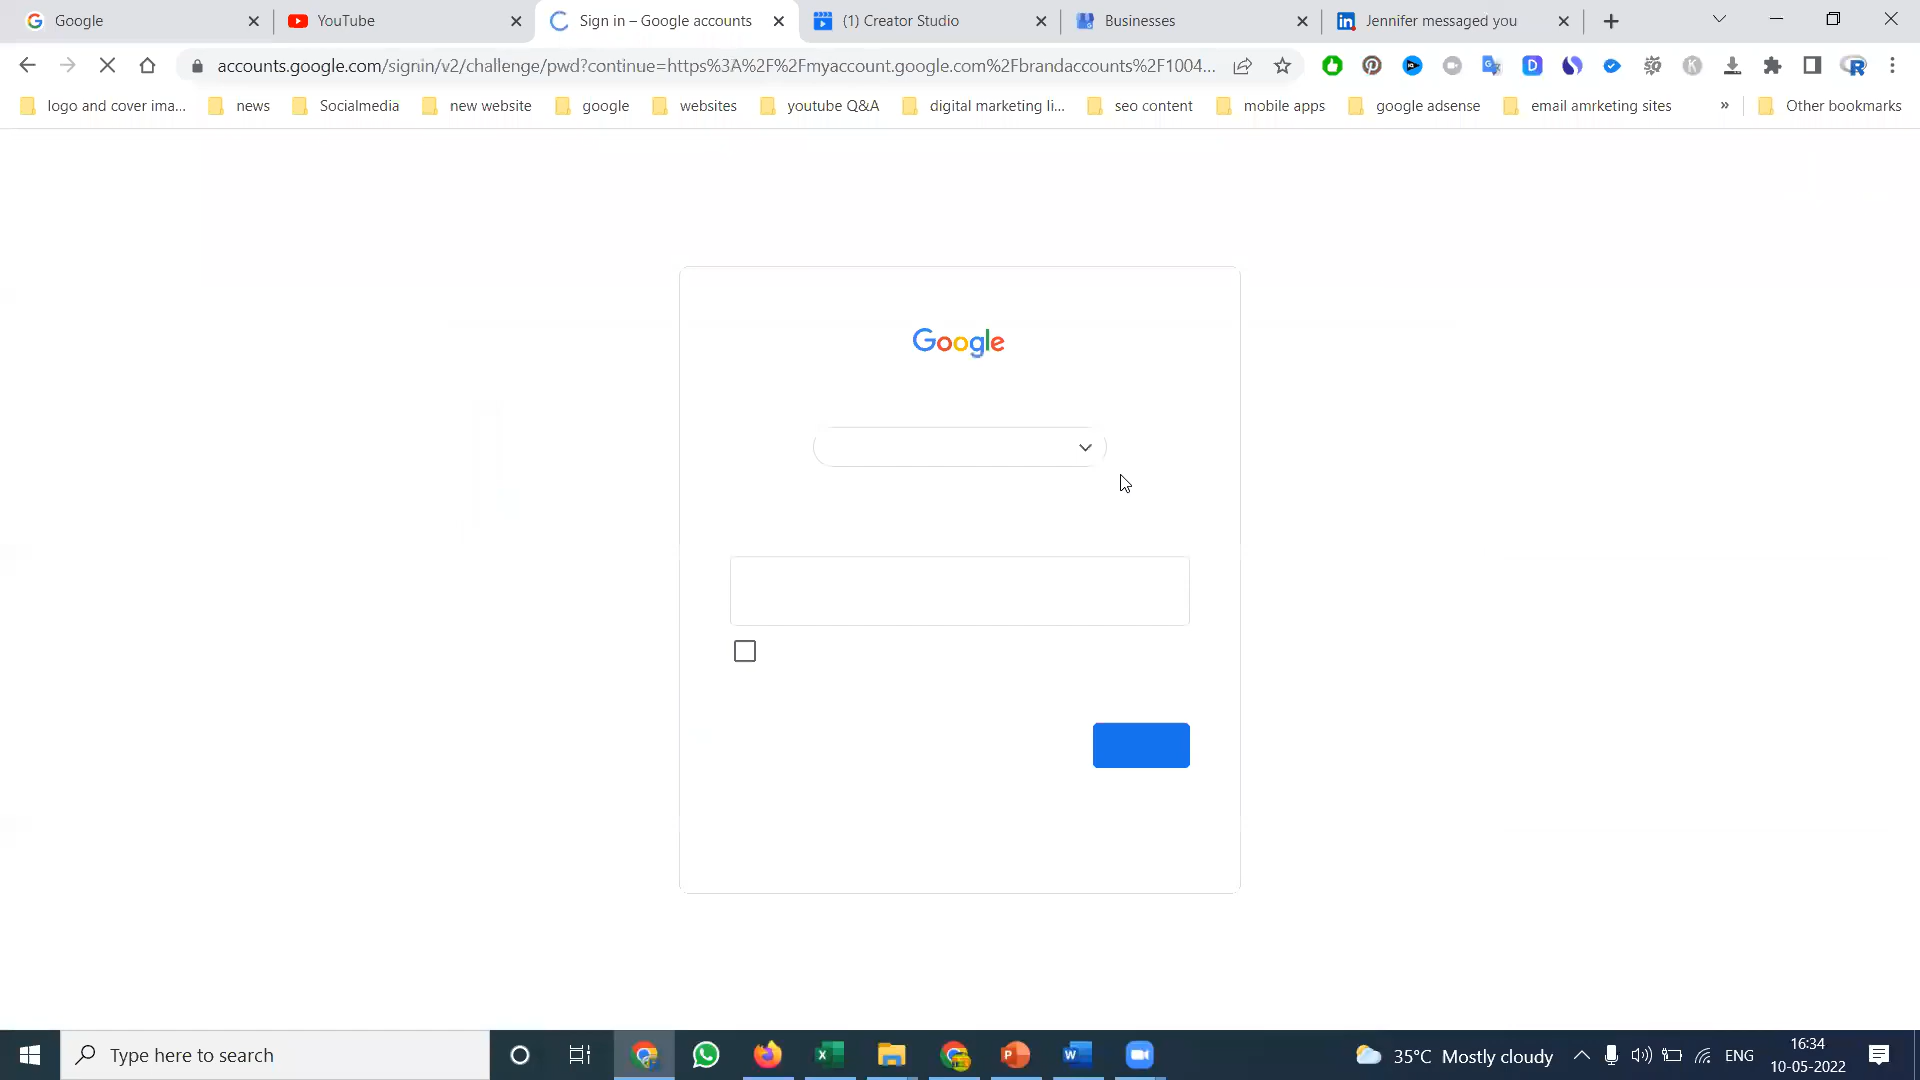 Google
YouTube
Sign in – Google accounts
(1) Creator Studio
Businesses
Jennifer messaged you
accounts.google.com/signin/v2/challenge/pwd?continue=https%3A%2F%2Fmyaccount.google.com%2Fbrandaccounts%2F1004...
logo and cover ima...
news
Socialmedia
new website
google
websites
youtube Q&A
digital marketing li...
seo content
mobile apps
google adsense
email amrketing sites
»
Other bookmarks
Google
Type here to search
35°C Mostly cloudy
ENG
16:34
10-05-2022